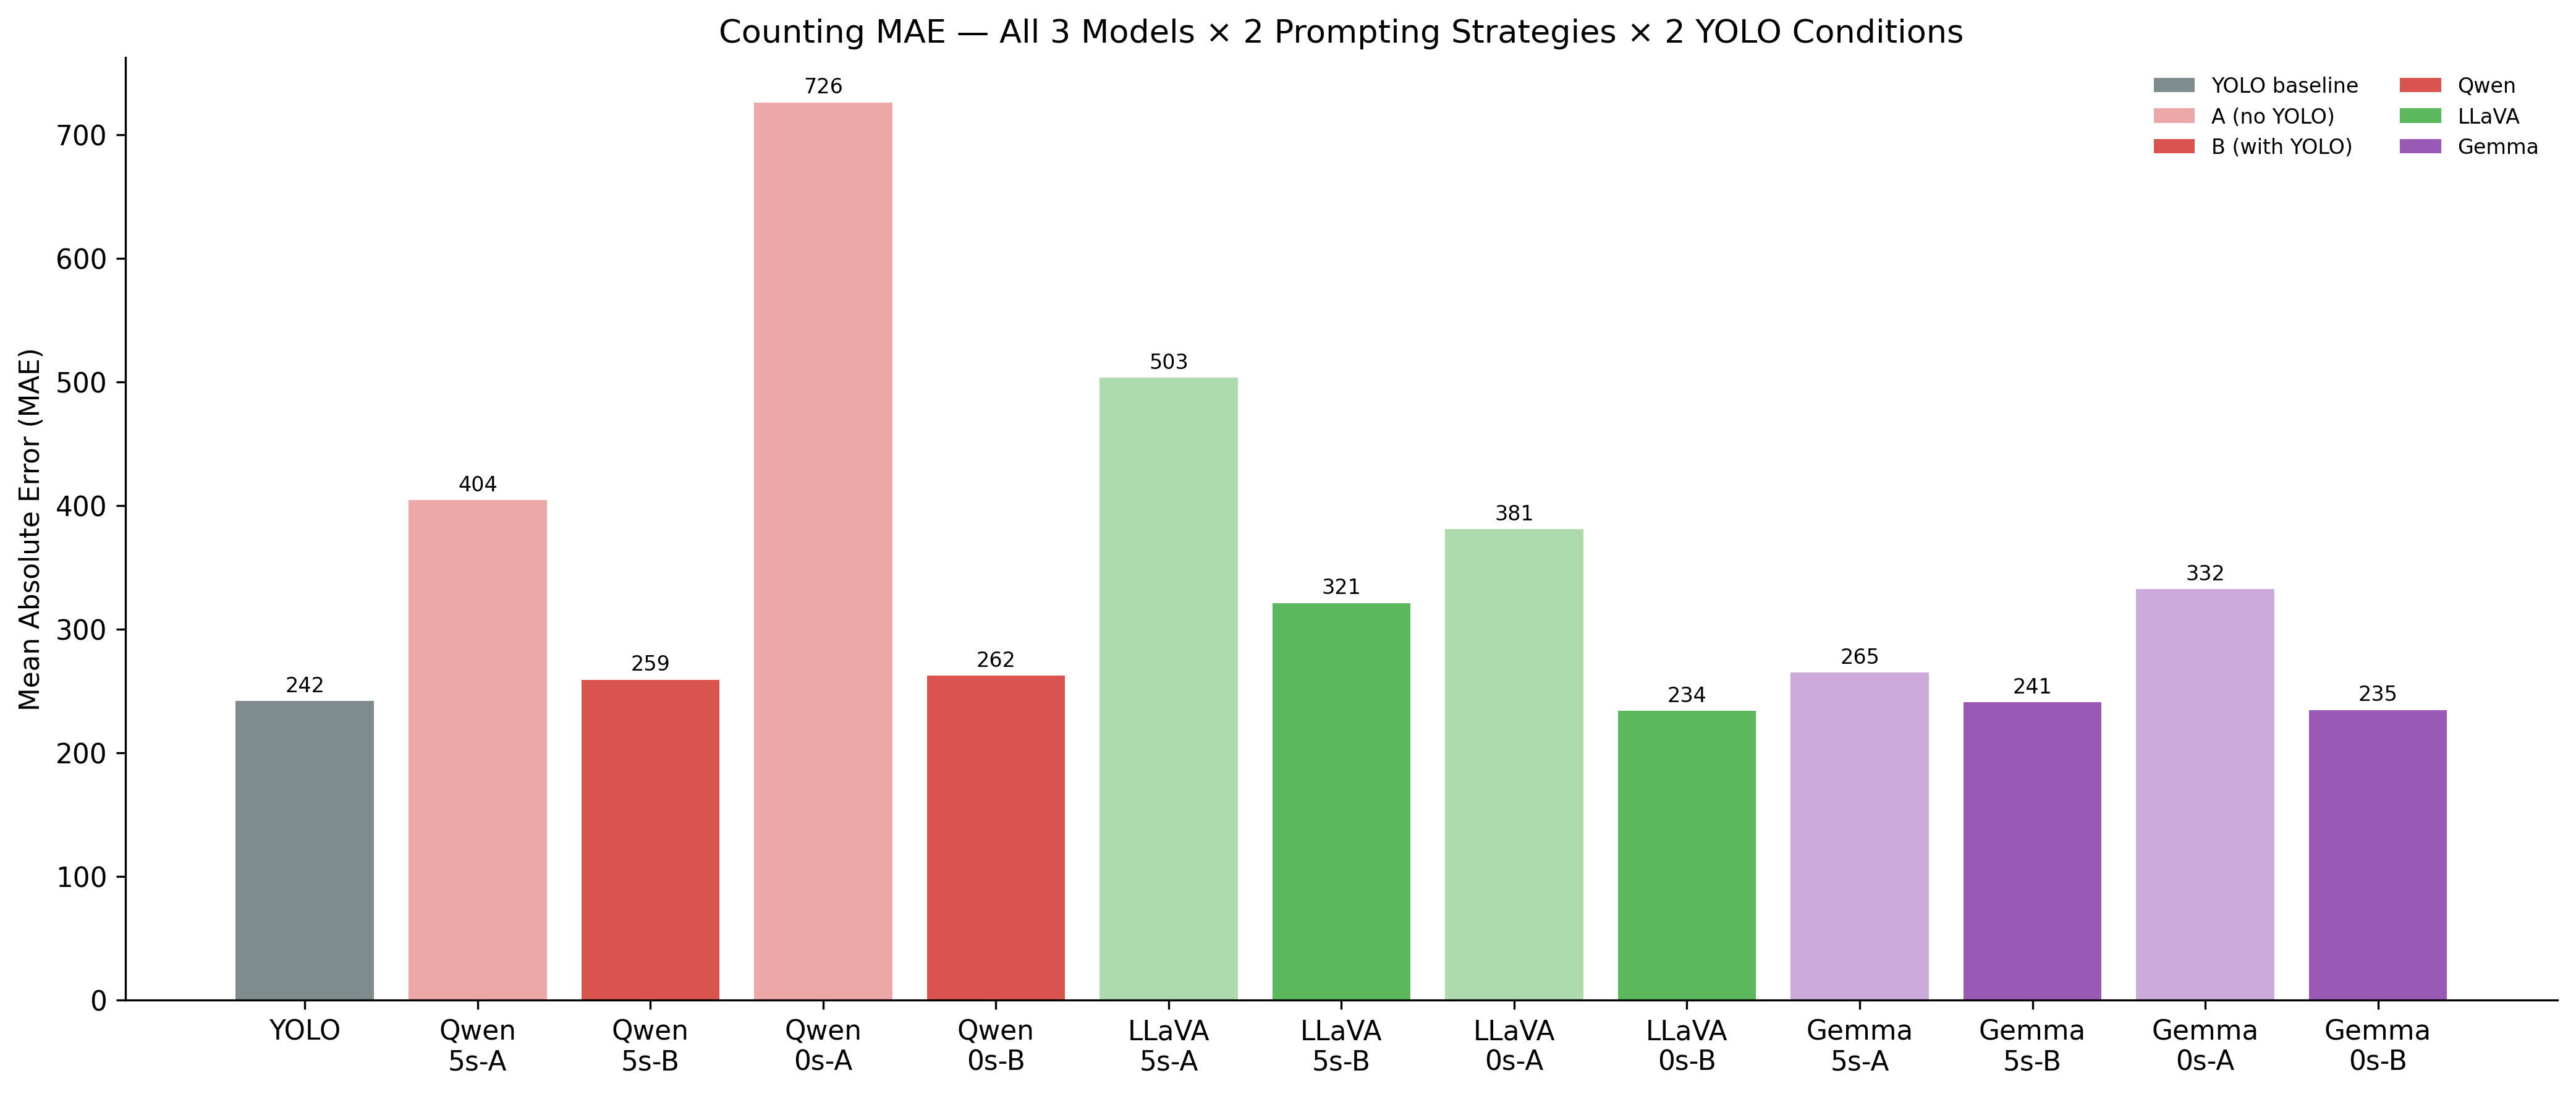 Counting MAE — All 3 Models × 2 Prompting Strategies × 2 YOLO Conditions
YOLO baseline
A (no YOLO)
B (with YOLO)
Qwen
LLaVA
Gemma
Mean Absolute Error (MAE)
700
600
500
400
300
200
100
0
242
404
259
726
262
503
321
381
234
265
241
332
235
YOLO
Qwen
5s-A
Qwen
5s-B
Qwen
0s-A
Qwen
0s-B
LLaVA
5s-A
LLaVA
5s-B
LLaVA
0s-A
LLaVA
0s-B
Gemma
5s-A
Gemma
5s-B
Gemma
0s-A
Gemma
0s-B